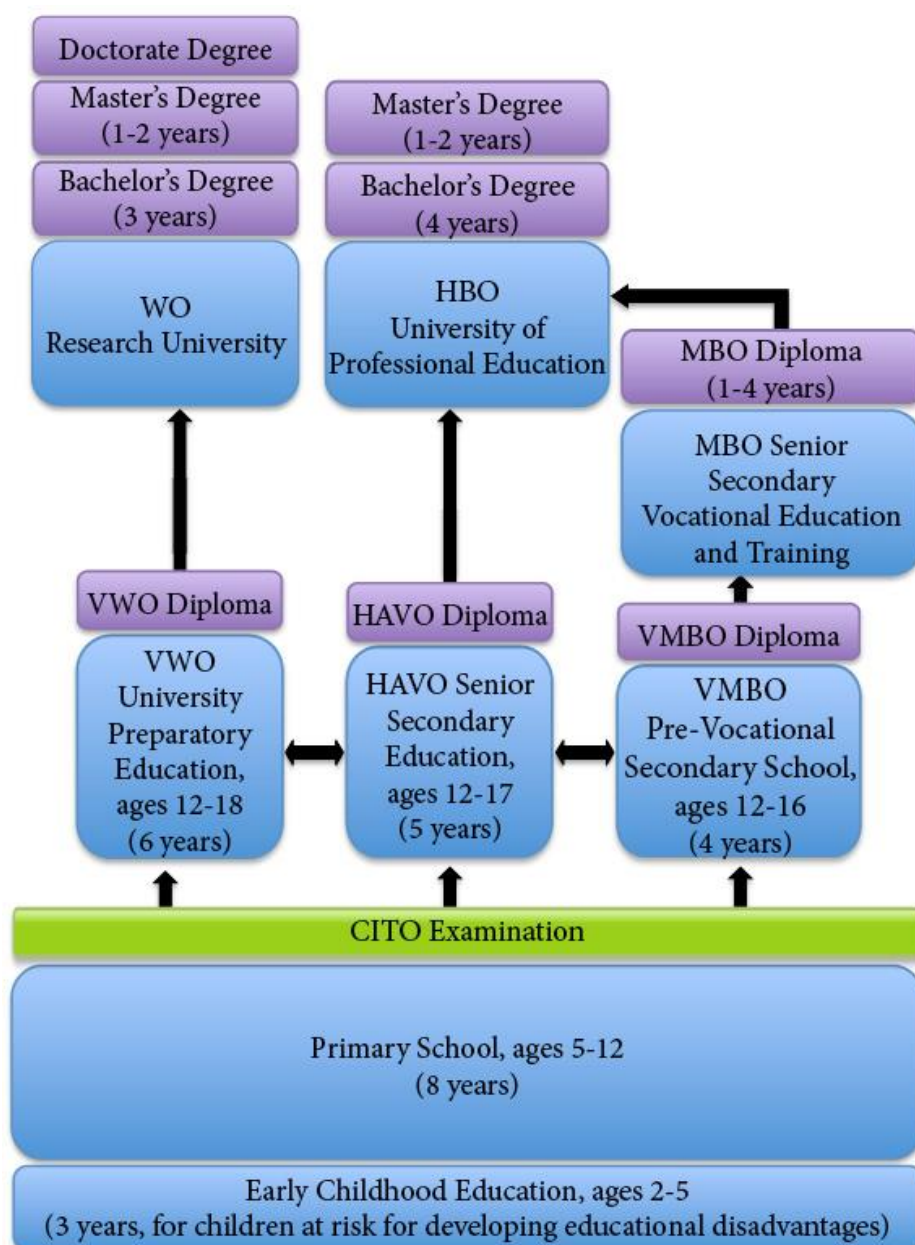 Doctorate Degree
Master's Degree
(1-2 years)
Bachelor's Degree
(3 years)
WO
Research University
Master's Degree
(1-2 years)
Bachelor's Degree
(4 years)
HBO
University of
Professional Education
MBO Diploma
(1-4 years)
MBO Senior
Secondary
Vocational Education
and Training
VWO Diploma
VWO
University
Preparatory
Education,
ages 12-18
(6 years)
HAVO Diploma
HAVO Senior
Secondary
Education,
ages 12-17
(5 years)
VMBO Diploma
VMBO
Pre-Vocational
Secondary School,
ages 12-16
(4 years)
CITO Examination
Primary School, ages 5-12
(8 years)
Early Childhood Education, ages 2-5
(3 years, for children at risk for developing educational disadvantages)